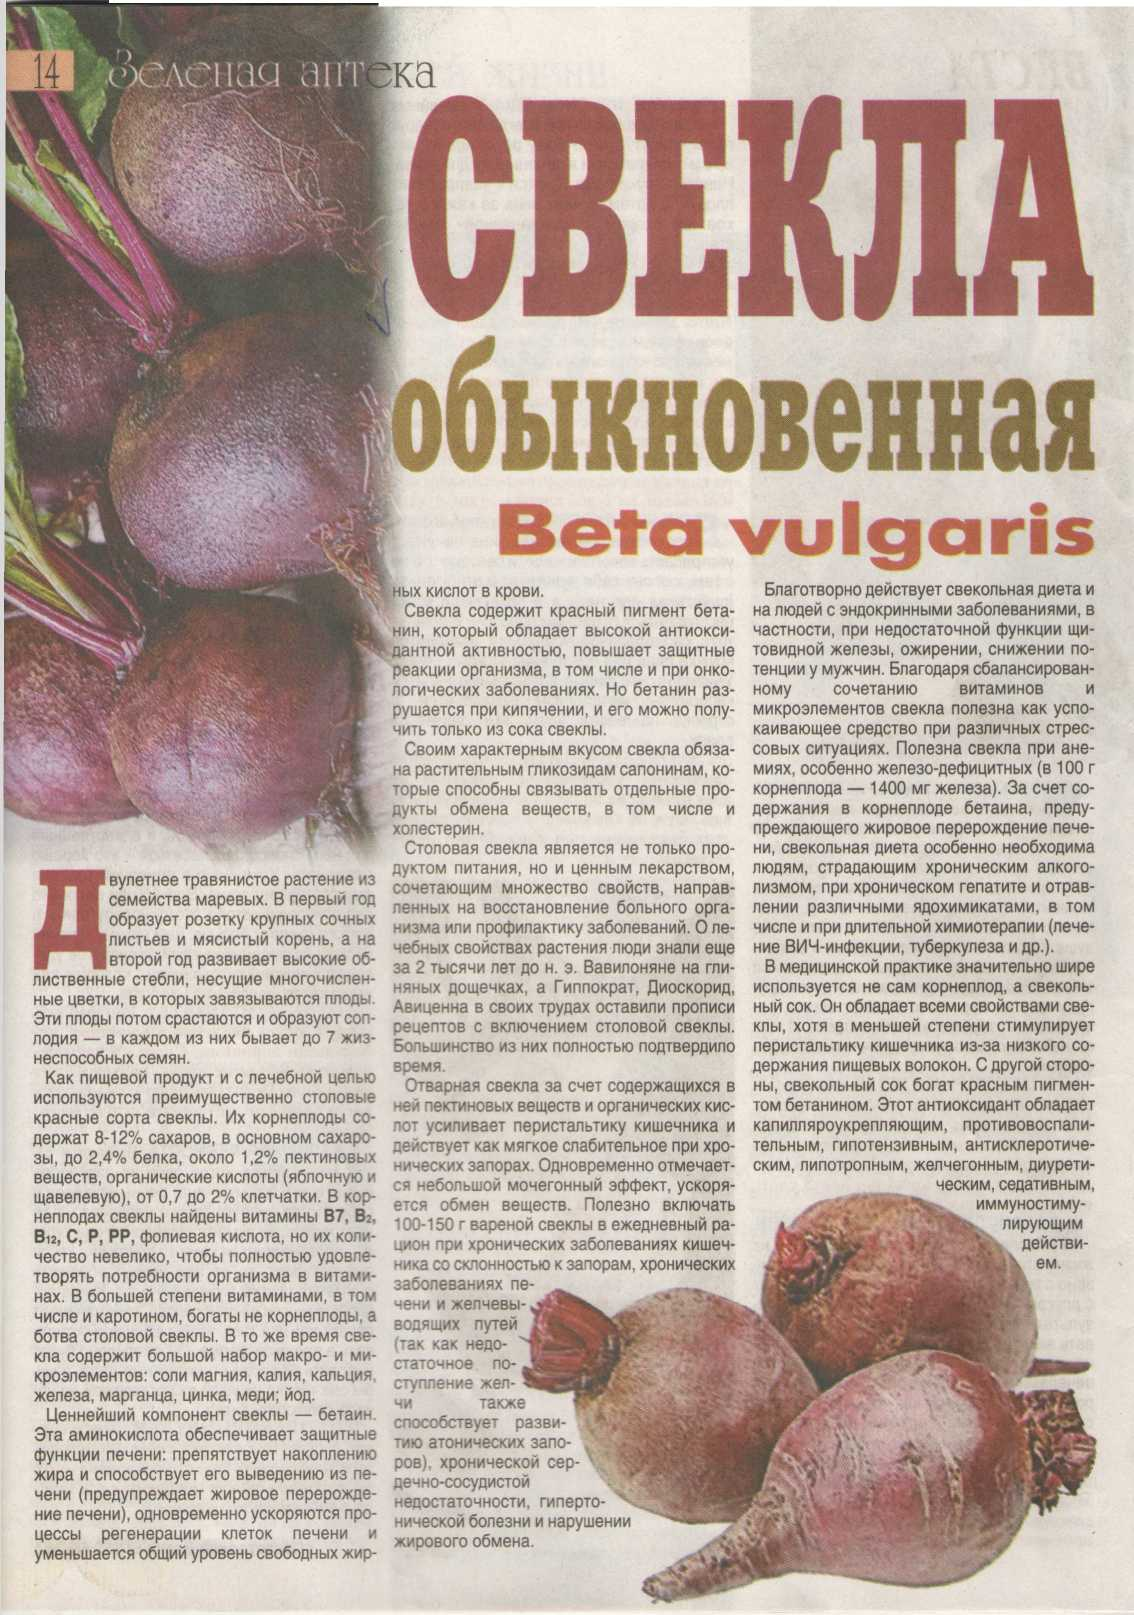 14
Зеленая аптека
СВЕКЛА
обыкновенная
Beta vulgaris
Двулетнее травянистое растение из
семейства маревых. В первый год
образует розетку крупных сочных
листьев и мясистый корень, а на
второй год развивает высокие об-
лиственные стебли, несущие многочислен-
ные цветки, в которых завязываются плоды.
Эти плоды потом срастаются и образуют соп-
лодия — в каждом из них бывает до 7 жиз-
неспособных семян.
Как пищевой продукт и с лечебной целью
используются преимущественно столовые
красные сорта свеклы. Их корнеплоды со-
держат 8-12% сахаров, в основном сахаро-
зы, до 2,4% белка, около 1,2% пектиновых
веществ, органические кислоты (яблочную и
щавелевую), от 0,7 до 2% клетчатки. В кор-
неплодах свеклы найдены витамины В7, В₂,
В₁₂, С, Р, РР, фолиевая кислота, но их коли-
чество невелико, чтобы полностью удовле-
творять потребности организма в витами-
нах. В большей степени витаминами, в том
числе и каротином, богаты не корнеплоды, а
ботва столовой свеклы. В то же время све-
кла содержит большой набор макро- и ми-
кроэлементов: соли магния, калия, кальция,
железа, марганца, цинка, меди; йод.
Ценнейший компонент свеклы — бетаин.
Эта аминокислота обеспечивает защитные
функции печени: препятствует накоплению
жира и способствует его выведению из пе-
чени (предупреждает жировое перерожде-
ние печени), одновременно ускоряются про-
цессы регенерации клеток печени и
уменьшается общий уровень свободных жир-
ных кислот в крови.
Свекла содержит красный пигмент бета-
нин, который обладает высокой антиокси-
дантной активностью, повышает защитные
реакции организма, в том числе и при онко-
логических заболеваниях. Но бетанин раз-
рушается при кипячении, и его можно полу-
чить только из сока свеклы.
Своим характерным вкусом свекла обяза-
на растительным гликозидам сапонинам, ко-
торые способны связывать отдельные про-
дукты обмена веществ, в том числе и
холестерин.
Столовая свекла является не только про-
дуктом питания, но и ценным лекарством,
сочетающим множество свойств, направ-
ленных на восстановление больного орга-
низма или профилактику заболеваний. О ле-
чебных свойствах растения люди знали еще
за 2 тысячи лет до н. э. Вавилоняне на гли-
няных дощечках, а Гиппократ, Диоскорид,
Авиценна в своих трудах оставили прописи
рецептов с включением столовой свеклы.
Большинство из них полностью подтвердило
время.
Отварная свекла за счет содержащихся в
ней пектиновых веществ и органических кис-
лот усиливает перистальтику кишечника и
действует как мягкое слабительное при хро-
нических запорах. Одновременно отмечает-
ся небольшой мочегонный эффект, ускоря-
ется обмен веществ. Полезно включать
100-150 г вареной свеклы в ежедневный ра-
цион при хронических заболеваниях кишеч-
ника со склонностью к запорам, хронических
заболеваниях пе-
чени и желчевы-
водящих путей
(так как недо-
статочное по-
ступление жел-
чи также
способствует разви-
тию атонических запо-
ров), хронической сер-
дечно-сосудистой
недостаточности, гиперто-
нической болезни и нарушении
жирового обмена.
Благотворно действует свекольная диета и
на людей с эндокринными заболеваниями, в
частности, при недостаточной функции щи-
товидной железы, ожирении, снижении по-
тенции у мужчин. Благодаря сбалансирован-
ному сочетанию витаминов и
микроэлементов свекла полезна как успо-
каивающее средство при различных стрес-
совых ситуациях. Полезна свекла при ане-
миях, особенно железо-дефицитных (в 100 г
корнеплода — 1400 мг железа). За счет со-
держания в корнеплоде бетаина, преду-
преждающего жировое перерождение пече-
ни, свекольная диета особенно необходима
людям, страдающим хроническим алкого-
лизмом, при хроническом гепатите и отрав-
лении различными ядохимикатами, в том
числе и при длительной химиотерапии (лече-
ние ВИЧ-инфекции, туберкулеза и др.).
В медицинской практике значительно шире
используется не сам корнеплод, а свеколь-
ный сок. Он обладает всеми свойствами све-
клы, хотя в меньшей степени стимулирует
перистальтику кишечника из-за низкого со-
держания пищевых волокон. С другой сторо-
ны, свекольный сок богат красным пигмен-
том бетанином. Этот антиоксидант обладает
капилляроукрепляющим, противовоспали-
тельным, гипотензивным, антисклеротиче-
ским, липотропным, желчегонным, диурети-
ческим, седативным,
иммуностиму-
лирующим
действи-
ем.